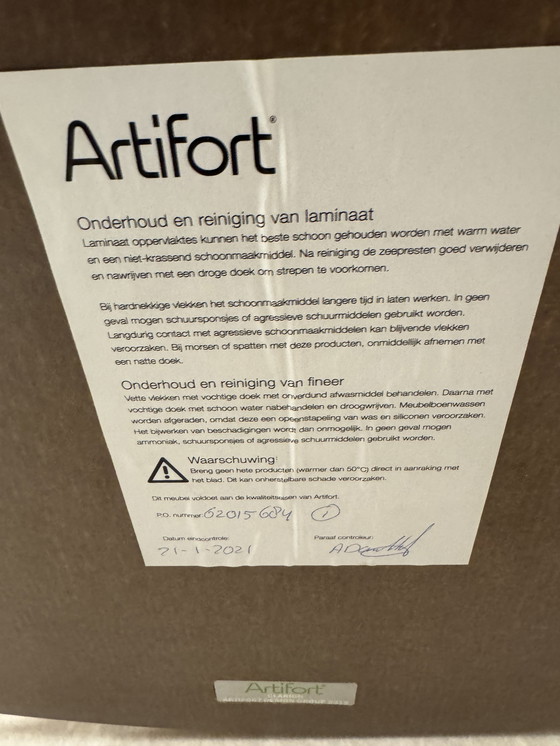 Artifort®
Onderhoud en reiniging van laminaat
Laminaat oppervlaktes kunnen het beste schoon gehouden worden met warm water
en een niet-krassend schoonmaakmiddel. Na reiniging de zeepresten goed verwijderen
en nawrijven met een droge doek om strepen te voorkomen.
Bij hardnekkige vlekken het schoonmaakmiddel langere tijd in laten werken. In geen
geval mogen schuursponsjes of agressieve schuurmiddelen gebruikt worden.
Langdurig contact met agressieve schoonmaakmiddelen kan blijvende vlekken
veroorzaken. Bij morsen of spatten met deze producten, onmiddellijk afnemen met
een natte doek.
Onderhoud en reiniging van fineer
Vette vlekken met vochtige doek met onverdund afwasmiddel behandelen. Daarna met
vochtige doek met schoon water nabehandelen en droogwrijven. Meubelboenwassen
worden afgeraden, omdat deze een opeenstapeling van was en siliconen veroorzaken.
Het bijwerken van beschadigingen wordt dan onmogelijk. In geen geval mogen
ammoniak, schuursponsjes of agressieve schuurmiddelen gebruikt worden.
Waarschuwing!
Breng geen hete producten (warmer dan 50°C) direct in aanraking met
het blad. Dit kan onherstelbare schade veroorzaken.
Dit meubel voldoet aan de kwaliteitseisen van Artifort.
P.O. nummer: 62015684 1
Datum eindcontrole: Paraaf controleur:
21-1-2021
Artifort